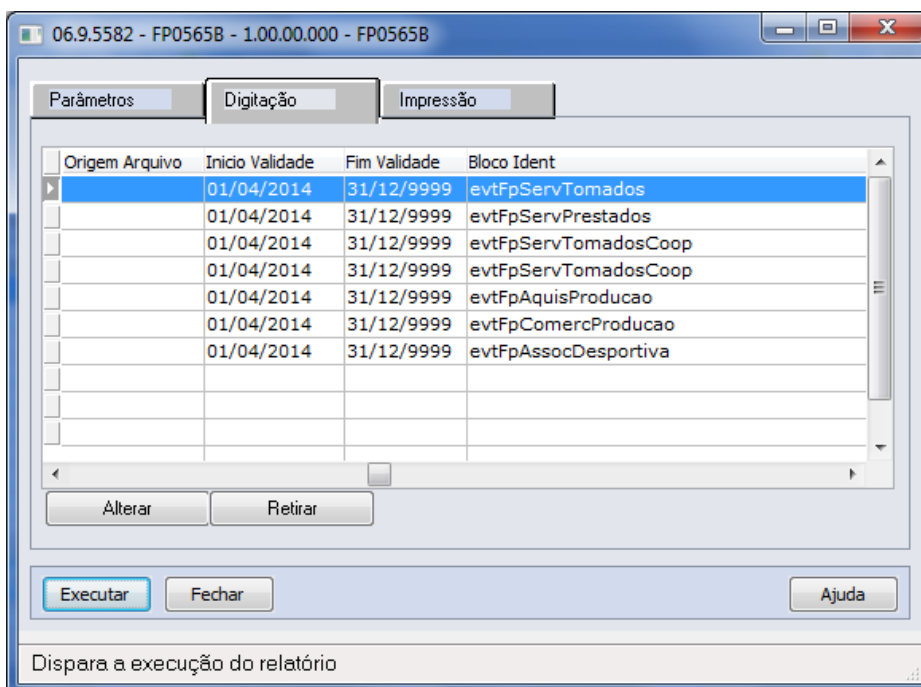 06.9.5582 - FP0565B - 1.00.00.000 - FP0565B
Parâmetros Digitação Impressão
Origem Arquivo Inicio Validade Fim Validade Bloco Ident
01/04/2014 31/12/9999 evtFpServTomados
01/04/2014 31/12/9999 evtFpServPrestados
01/04/2014 31/12/9999 evtFpServTomadosCoop
01/04/2014 31/12/9999 evtFpServTomadosCoop
01/04/2014 31/12/9999 evtFpAquisProducao
01/04/2014 31/12/9999 evtFpComercProducao
01/04/2014 31/12/9999 evtFpAssocDesportiva
Alterar Retirar
Executar Fechar Ajuda
Dispara a execução do relatório